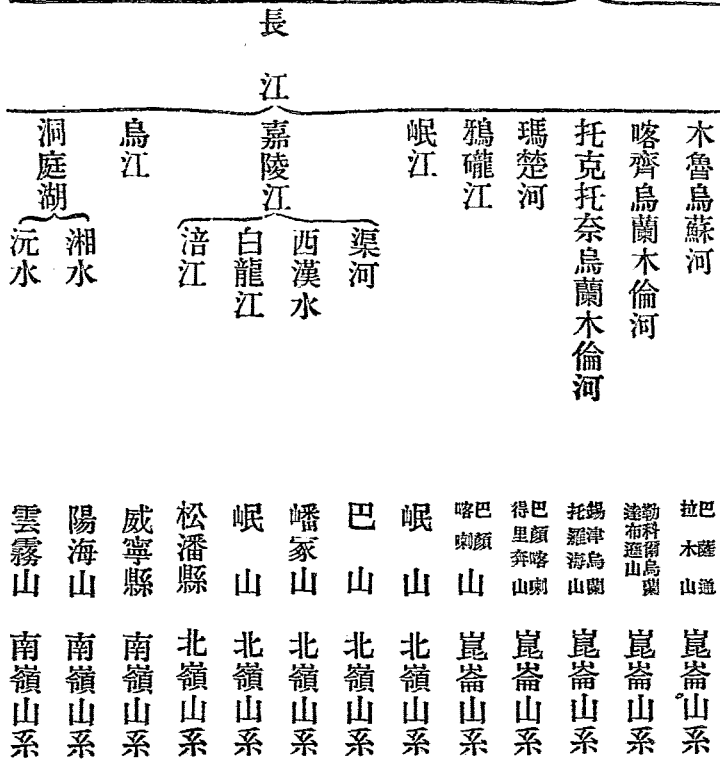 長江
木魯烏蘇河 巴薩通拉木山 崑崙山系
喀齊烏蘭木倫河 勒科爾烏蘭達布遜山 崑崙山系
托克托奈烏蘭木倫河 錫津烏蘭托羅海山 崑崙山系
瑪楚河 巴顏喀喇得里奔山 崑崙山系
鴉礲江 巴顏喀喇山 崑崙山系
岷江 岷山 北嶺山系
嘉陵江
渠河 巴山 北嶺山系
西漢水 嶓冢山 北嶺山系
白龍江 岷山 北嶺山系
涪江 松潘縣 北嶺山系
烏江 威寧縣 南嶺山系
洞庭湖
湘水 陽海山 南嶺山系
沅水 雲霧山 南嶺山系